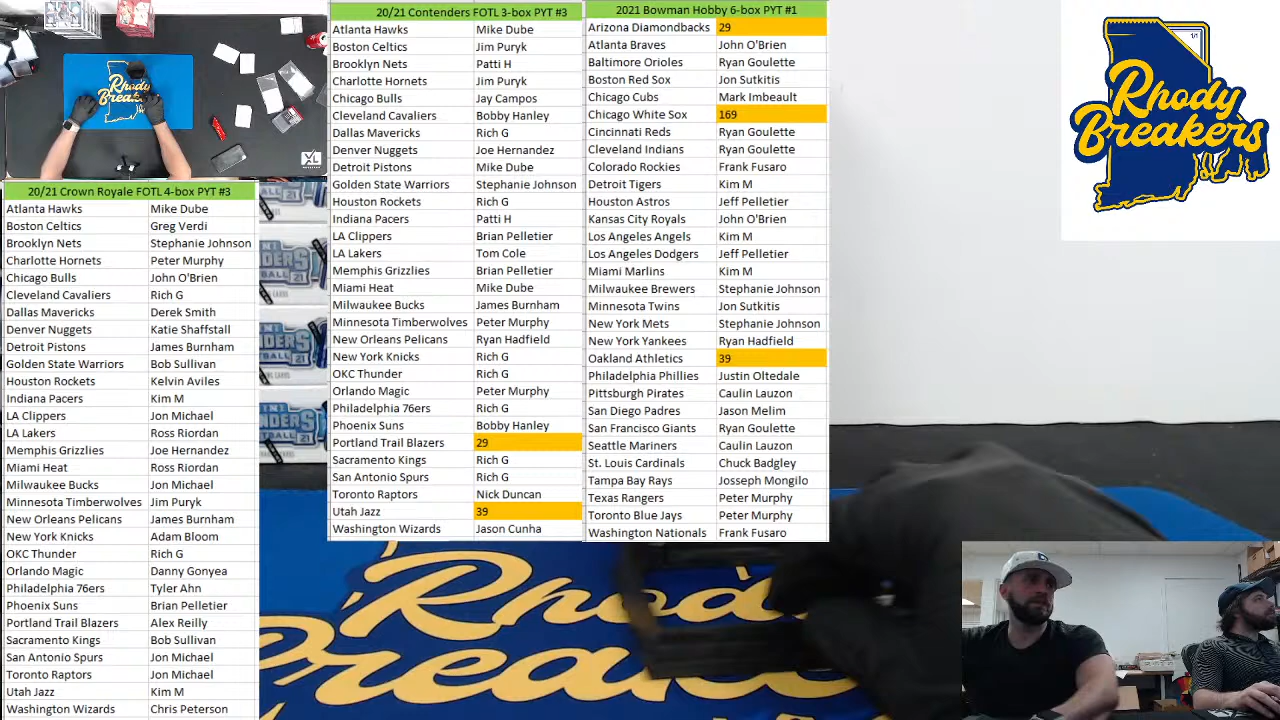 20/21 Contenders FOTL 3-box PYT #3
Atlanta Hawks Mike Dube
Boston Celtics Jim Puryk
Brooklyn Nets Patti H
Charlotte Hornets Jim Puryk
Chicago Bulls Jay Campos
Cleveland Cavaliers Bobby Hanley
Dallas Mavericks Rich G
Denver Nuggets Joe Hernandez
Detroit Pistons Mike Dube
Golden State Warriors Stephanie Johnson
Houston Rockets Rich G
Indiana Pacers Patti H
LA Clippers Brian Pelletier
LA Lakers Tom Cole
Memphis Grizzlies Brian Pelletier
Miami Heat Mike Dube
Milwaukee Bucks James Burnham
Minnesota Timberwolves Peter Murphy
New Orleans Pelicans Ryan Hadfield
New York Knicks Rich G
OKC Thunder Rich G
Orlando Magic Peter Murphy
Philadelphia 76ers Rich G
Phoenix Suns Bobby Hanley
Portland Trail Blazers 29
Sacramento Kings Rich G
San Antonio Spurs Rich G
Toronto Raptors Nick Duncan
Utah Jazz 39
Washington Wizards Jason Cunha
2021 Bowman Hobby 6-box PYT #1
Arizona Diamondbacks 29
Atlanta Braves John O'Brien
Baltimore Orioles Ryan Goulette
Boston Red Sox Jon Sutkitis
Chicago Cubs Mark Imbeault
Chicago White Sox 169
Cincinnati Reds Ryan Goulette
Cleveland Indians Ryan Goulette
Colorado Rockies Frank Fusaro
Detroit Tigers Kim M
Houston Astros Jeff Pelletier
Kansas City Royals John O'Brien
Los Angeles Angels Kim M
Los Angeles Dodgers Jeff Pelletier
Miami Marlins Kim M
Milwaukee Brewers Stephanie Johnson
Minnesota Twins Jon Sutkitis
New York Mets Stephanie Johnson
New York Yankees Ryan Hadfield
Oakland Athletics 39
Philadelphia Phillies Justin Oltedale
Pittsburgh Pirates Caulin Lauzon
San Diego Padres Jason Melim
San Francisco Giants Ryan Goulette
Seattle Mariners Caulin Lauzon
St. Louis Cardinals Chuck Badgley
Tampa Bay Rays Josseph Mongilo
Texas Rangers Peter Murphy
Toronto Blue Jays Peter Murphy
Washington Nationals Frank Fusaro
20/21 Crown Royale FOTL 4-box PYT #3
Atlanta Hawks Mike Dube
Boston Celtics Greg Verdi
Brooklyn Nets Stephanie Johnson
Charlotte Hornets Peter Murphy
Chicago Bulls John O'Brien
Cleveland Cavaliers Rich G
Dallas Mavericks Derek Smith
Denver Nuggets Katie Shaffstall
Detroit Pistons James Burnham
Golden State Warriors Bob Sullivan
Houston Rockets Kelvin Aviles
Indiana Pacers Kim M
LA Clippers Jon Michael
LA Lakers Ross Riordan
Memphis Grizzlies Joe Hernandez
Miami Heat Ross Riordan
Milwaukee Bucks Jon Michael
Minnesota Timberwolves Jim Puryk
New Orleans Pelicans James Burnham
New York Knicks Adam Bloom
OKC Thunder Rich G
Orlando Magic Danny Gonyea
Philadelphia 76ers Tyler Ahn
Phoenix Suns Brian Pelletier
Portland Trail Blazers Alex Reilly
Sacramento Kings Bob Sullivan
San Antonio Spurs Jon Michael
Toronto Raptors Jon Michael
Utah Jazz Kim M
Washington Wizards Chris Peterson
Rhody
Breakers
1/1
Rhody
Breakers
XL
Rhody